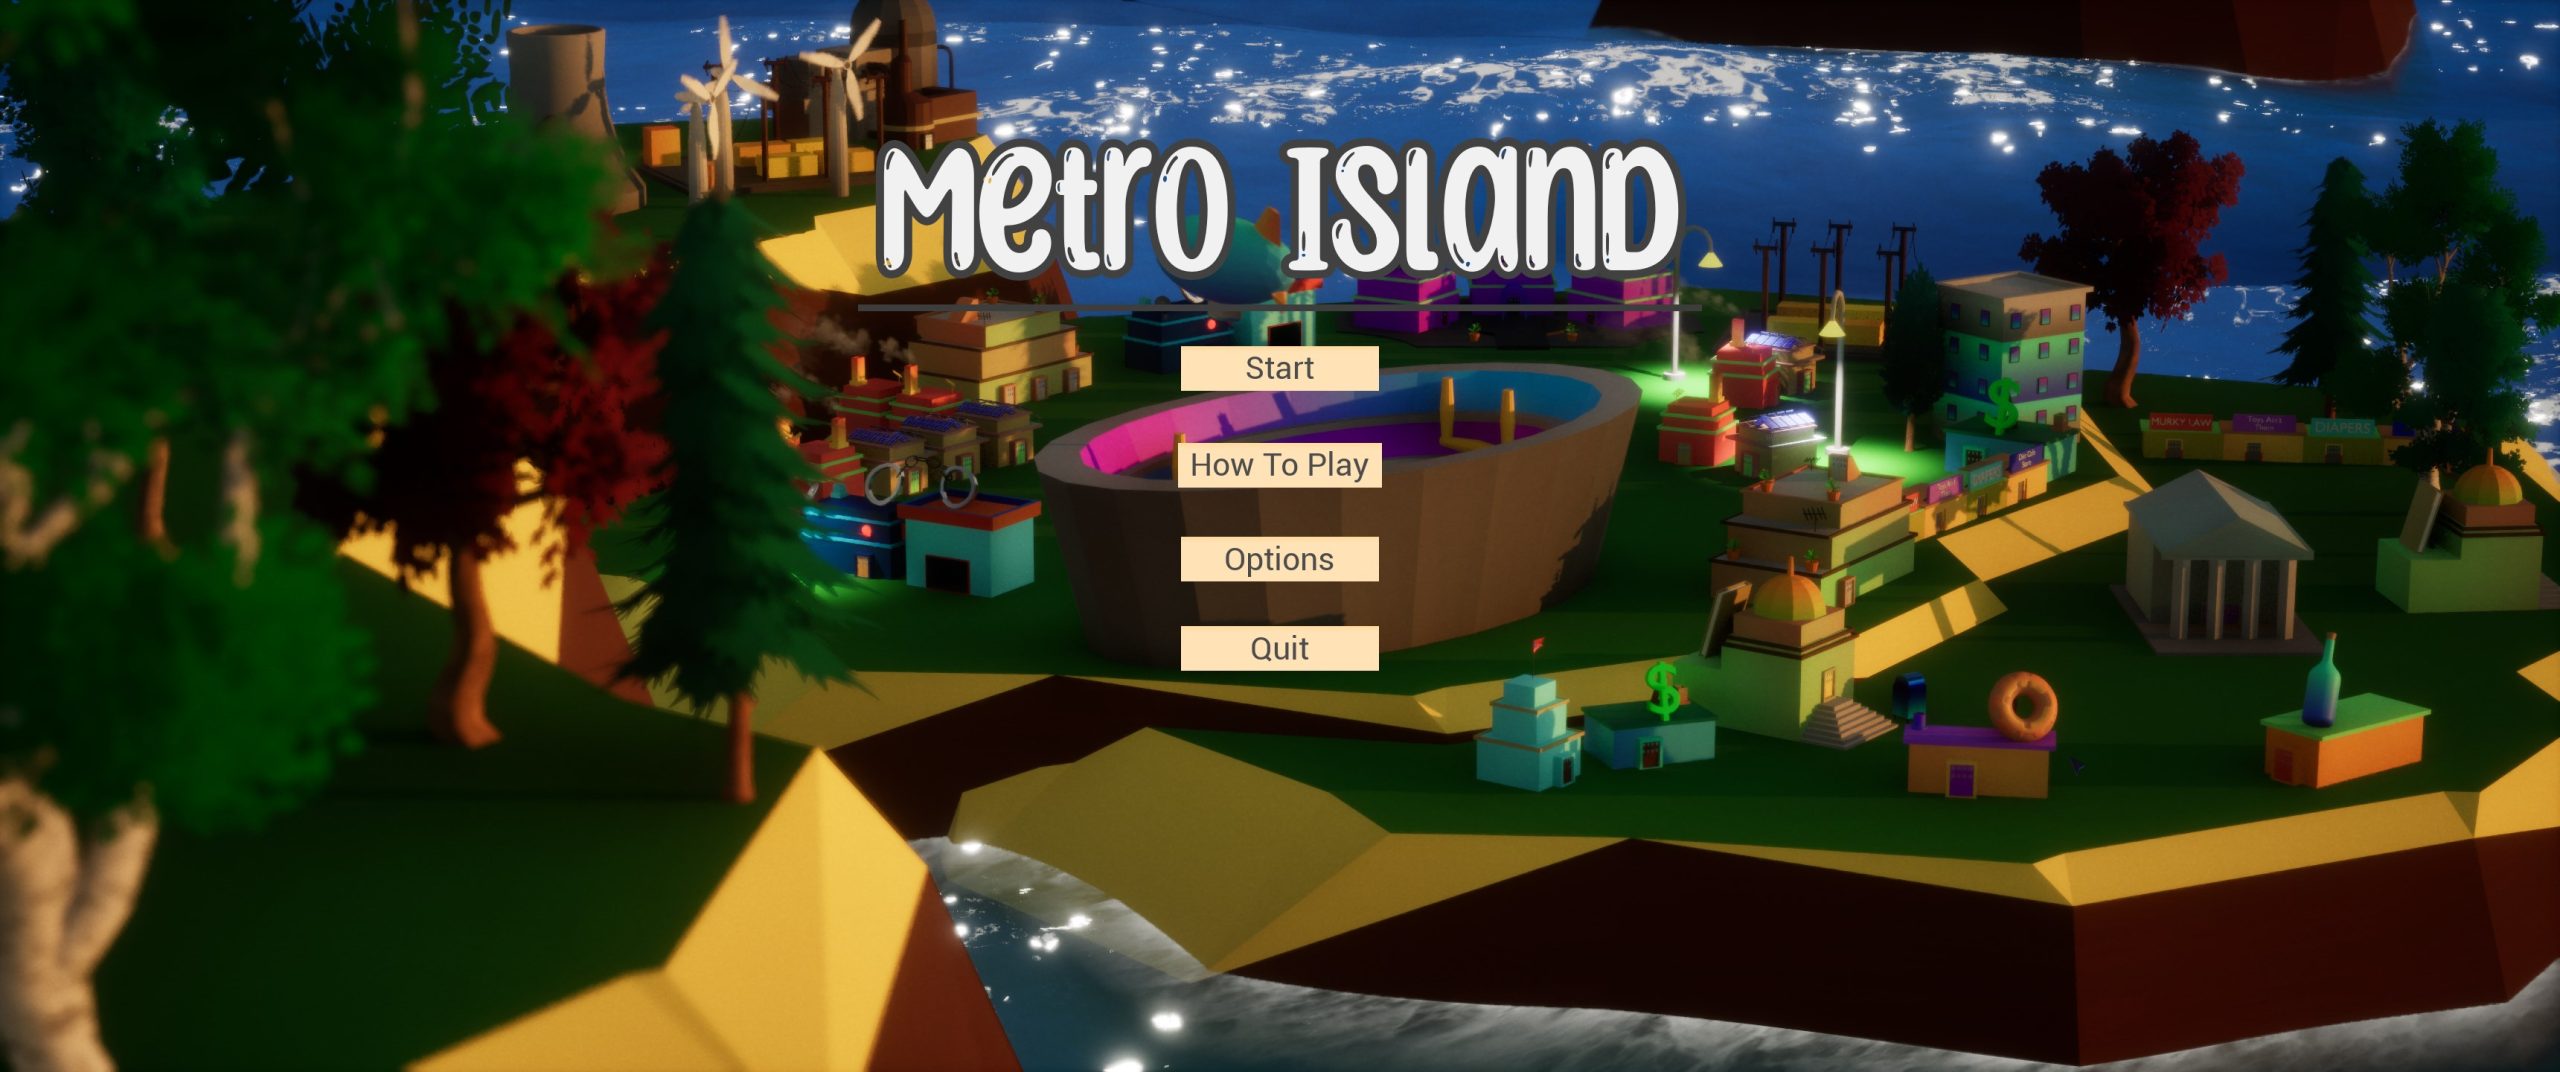 Metro Island
Start
How To Play
Options
Quit
MURKY LAW
DIAPERS